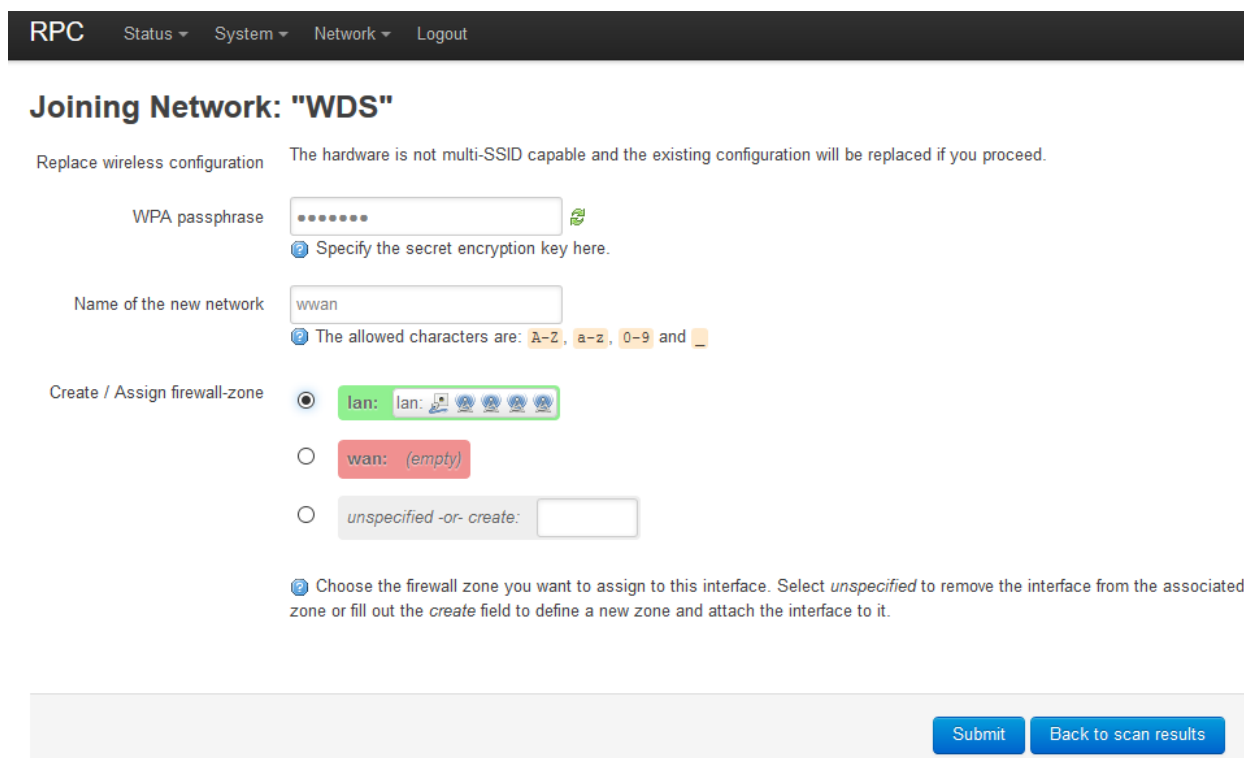 RPC Status System Network Logout
Joining Network: "WDS"
Replace wireless configuration The hardware is not multi-SSID capable and the existing configuration will be replaced if you proceed.
WPA passphrase •••••••
Specify the secret encryption key here.
Name of the new network wwan
The allowed characters are: A-Z, a-z, 0-9 and _
Create / Assign firewall-zone lan: lan:
wan: (empty)
unspecified -or- create:
Choose the firewall zone you want to assign to this interface. Select unspecified to remove the interface from the associated
zone or fill out the create field to define a new zone and attach the interface to it.
Submit Back to scan results